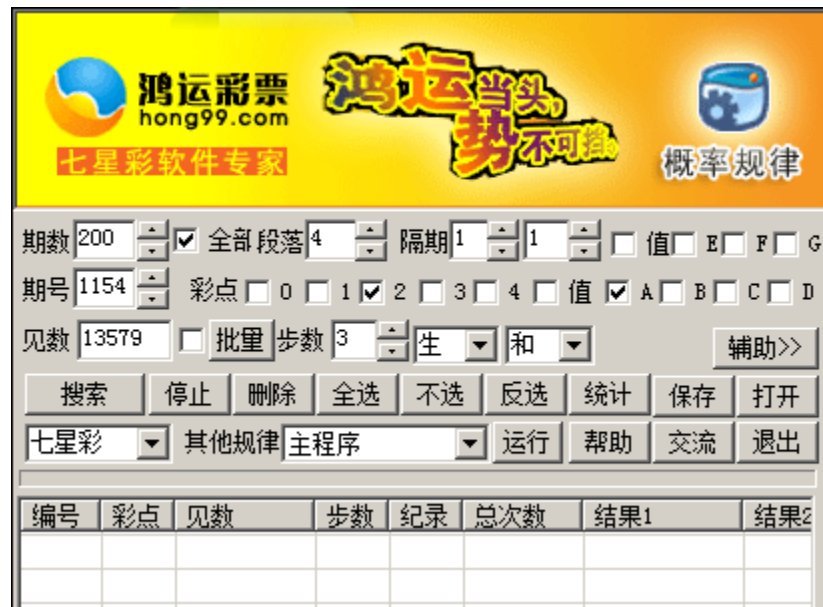 鸿运彩票
hong99.com
七星彩软件专家
鸿运当头,
势不可挡。
概率规律
期数 200 全部 段落 4 隔期 1 1 值 E F G
期号 1154 彩点 0 1 2 3 4 值 A B C D
见数 13579 批量 步数 3 生 和 辅助>>
搜索 停止 删除 全选 不选 反选 统计 保存 打开
七星彩 其他规律 主程序 运行 帮助 交流 退出
编号 彩点 见数 步数 纪录 总次数 结果1 结果2